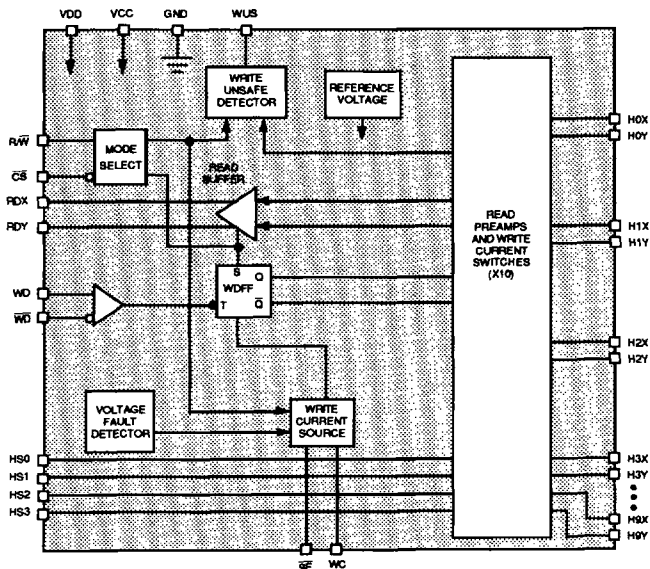 VDD VCC GND WUS
WRITE
UNSAFE
DETECTOR
REFERENCE
VOLTAGE
R/W̅
MODE
SELECT
C̅S̅
READ
BUFFER
RDX
RDY
READ
PREAMPS
AND WRITE
CURRENT
SWITCHES
(X10)
H0X
H0Y
H1X
H1Y
S
WDFF
Q
T
Q̅
WD
W̅D̅
H2X
H2Y
VOLTAGE
FAULT
DETECTOR
WRITE
CURRENT
SOURCE
HS0
HS1
HS2
HS3
H3X
H3Y
H9X
H9Y
WC